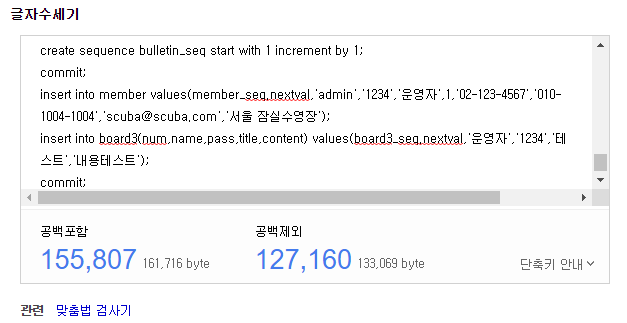 글자수세기
create sequence bulletin_seq start with 1 increment by 1;
commit;
insert into member values(member_seq.nextval,'admin','1234','운영자',1,'02-123-4567','010-
1004-1004','scuba@scuba.com','서울 잠실수영장');
insert into board3(num,name,pass,title,content) values(board3_seq.nextval,'운영자','1234','테
스트','내용테스트');
commit;
공백포함 공백제외
155,807 161,716 byte 127,160 133,069 byte 단축키 안내
관련 맞춤법 검사기